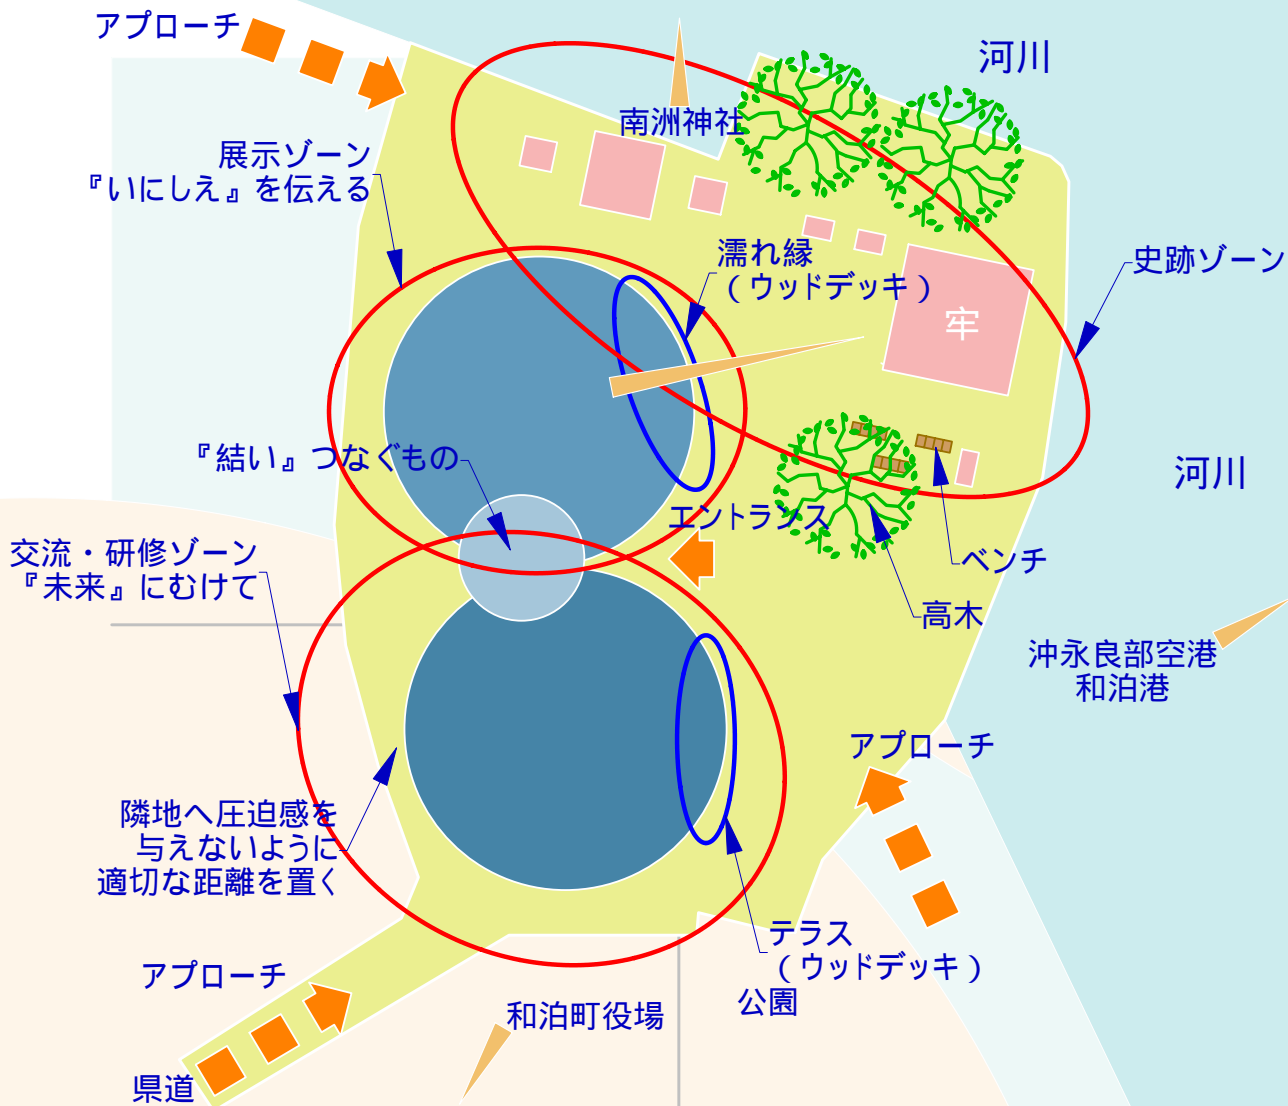 アプローチ
河川
南洲神社
展示ゾーン
『いにしえ』を伝える
濡れ縁
（ウッドデッキ）
史跡ゾーン
牢
『結い』つなぐもの
河川
エントランス
交流・研修ゾーン
『未来』にむけて
ベンチ
高木
沖永良部空港
和泊港
アプローチ
隣地へ圧迫感を
与えないように
適切な距離を置く
テラス
（ウッドデッキ）
アプローチ
公園
和泊町役場
県道